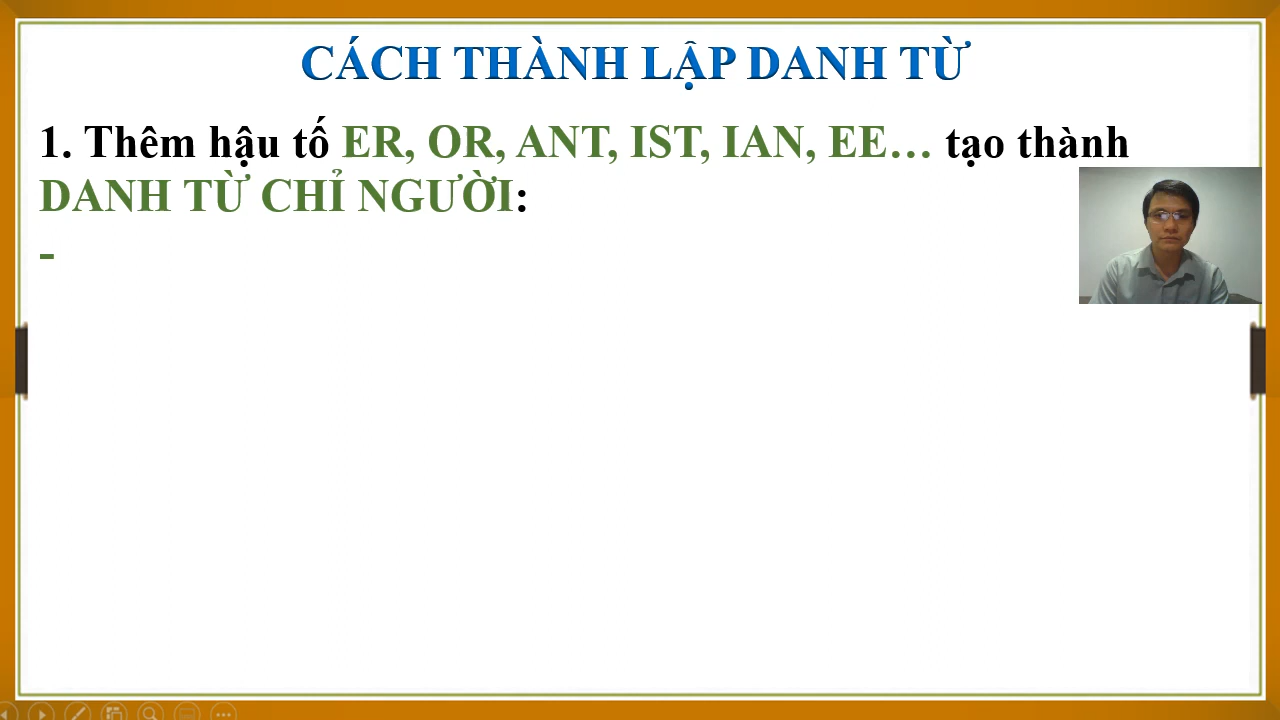 CÁCH THÀNH LẬP DANH TỪ
1. Thêm hậu tố ER, OR, ANT, IST, IAN, EE… tạo thành
DANH TỪ CHỈ NGƯỜI:
-